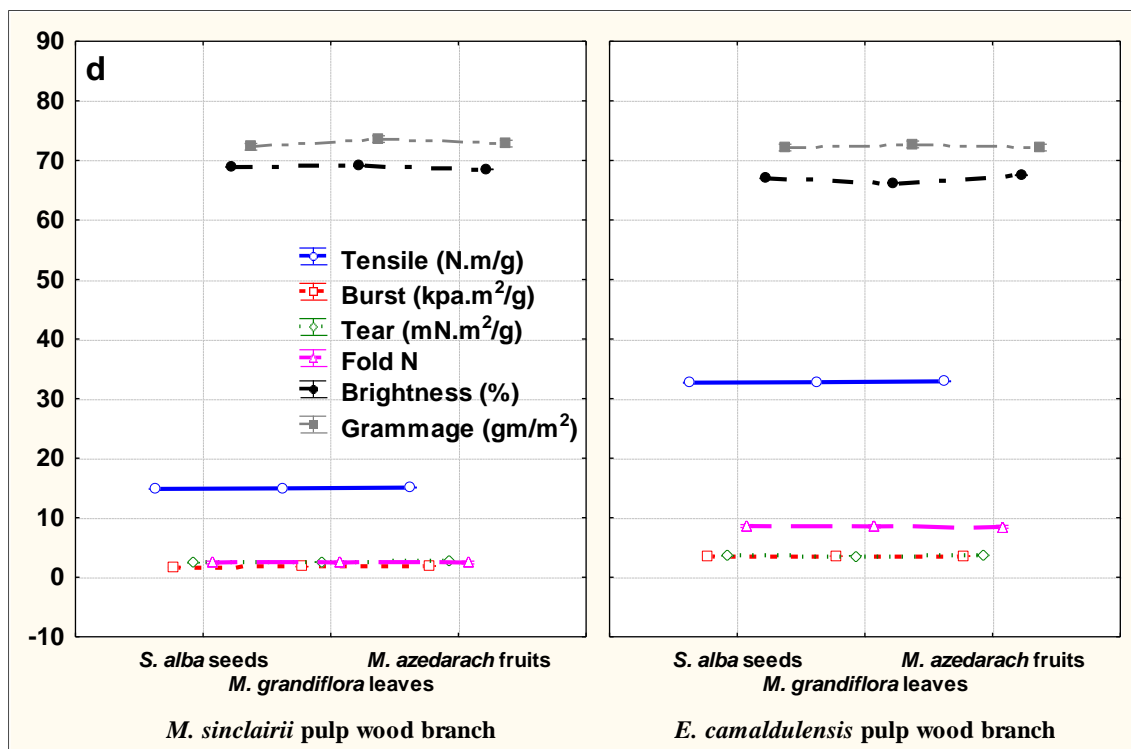 90
80
70
60
50
40
30
20
10
0
-10
d
Tensile (N.m/g)
Burst (kpa.m²/g)
Tear (mN.m²/g)
Fold N
Brightness (%)
Grammage (gm/m²)
S. alba seeds M. azedarach fruits
M. grandiflora leaves
S. alba seeds M. azedarach fruits
M. grandiflora leaves
M. sinclairii pulp wood branch
E. camaldulensis pulp wood branch